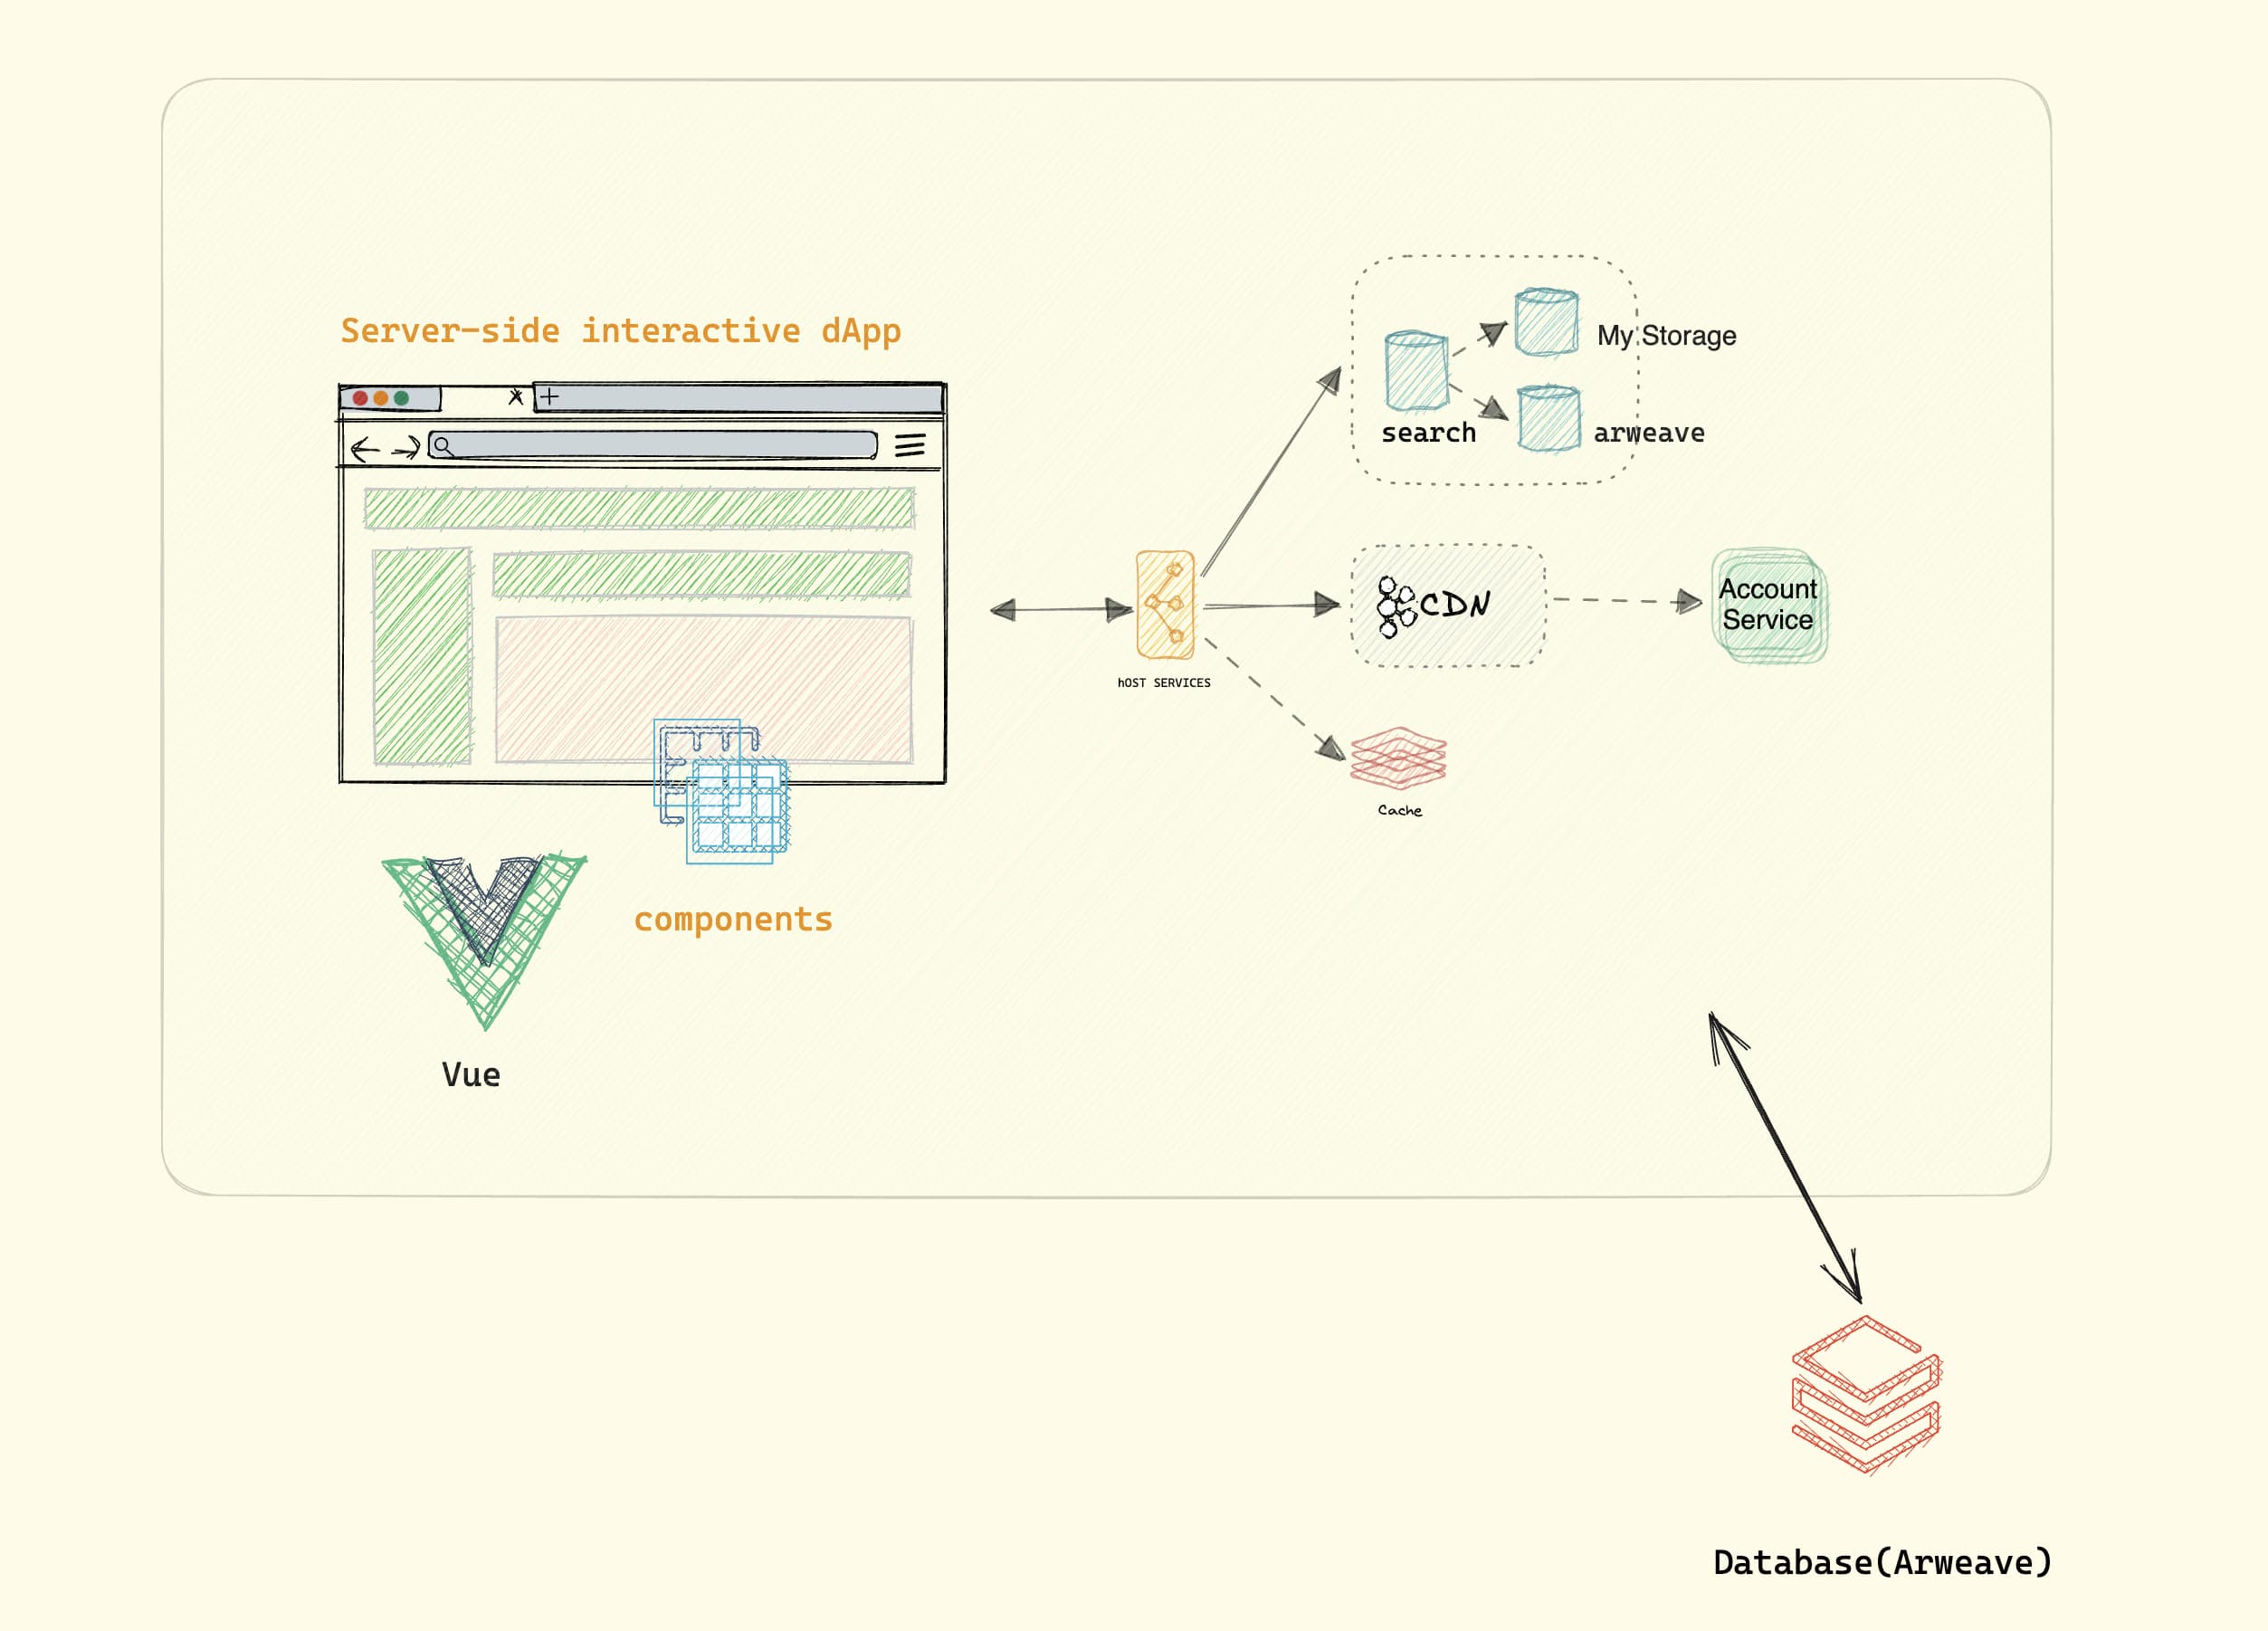 Server-side interactive dApp
My Storage
search
arweave
CDN
Account
Service
hOST SERVICES
Cache
components
Vue
Database(Arweave)